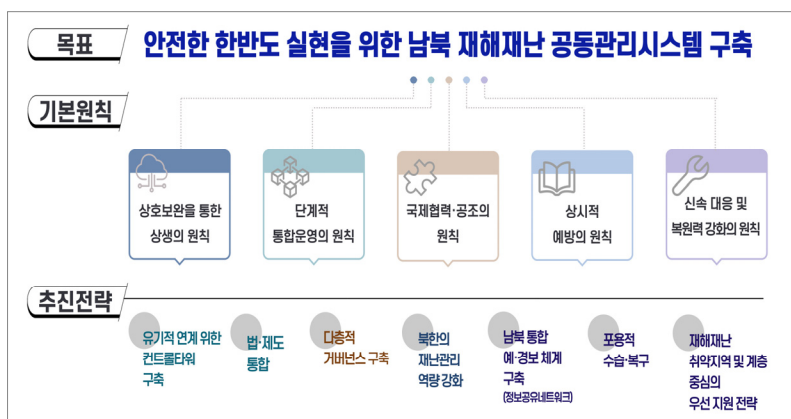 목표
안전한 한반도 실현을 위한 남북 재해재난 공동관리시스템 구축
기본원칙
상호보완을 통한
상생의 원칙
단계적
통합운영의 원칙
국제협력·공조의
원칙
상시적
예방의 원칙
신속 대응 및
복원력 강화의 원칙
추진전략
유기적 연계 위한
컨트롤타워
구축
법·제도
통합
다층적
거버넌스 구축
북한의
재난관리
역량 강화
남북 통합
예·경보 체계
구축
(정보공유네트워크)
포용적
수습·복구
재해재난
취약지역 및 계층
중심의
우선 지원 전략